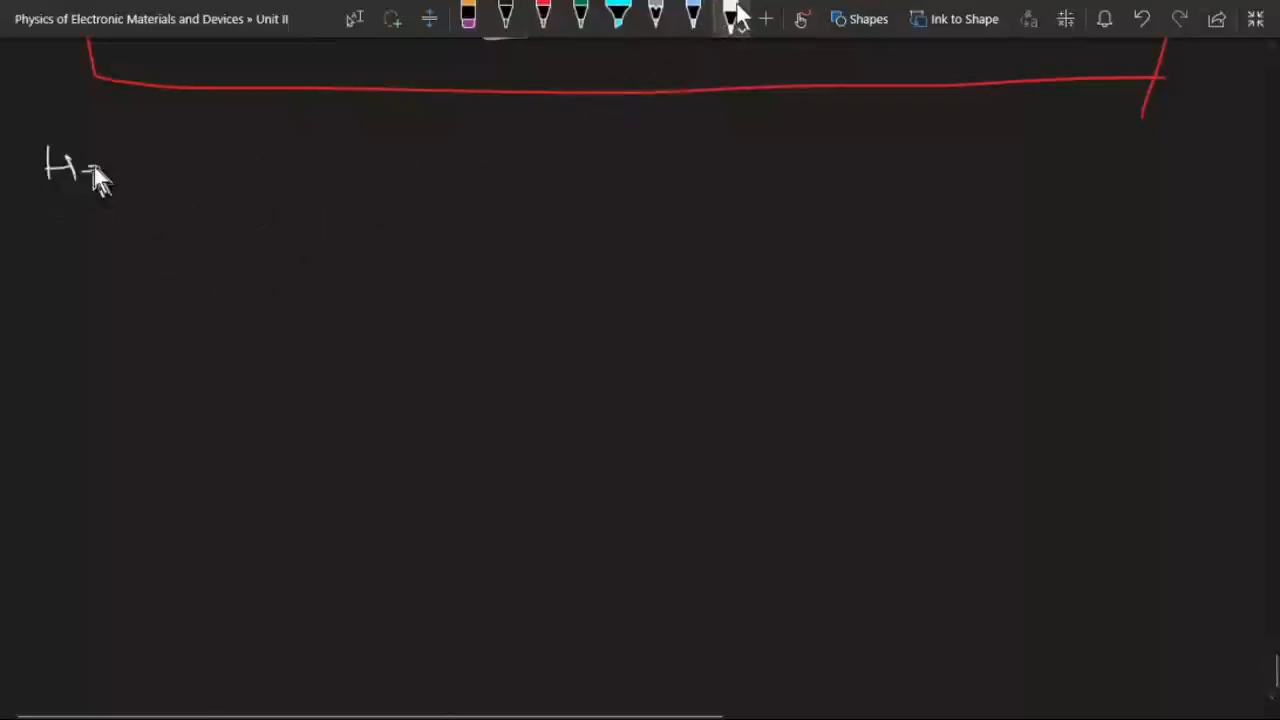 Physics of Electronic Materials and Devices » Unit II
Shapes
Ink to Shape
H =